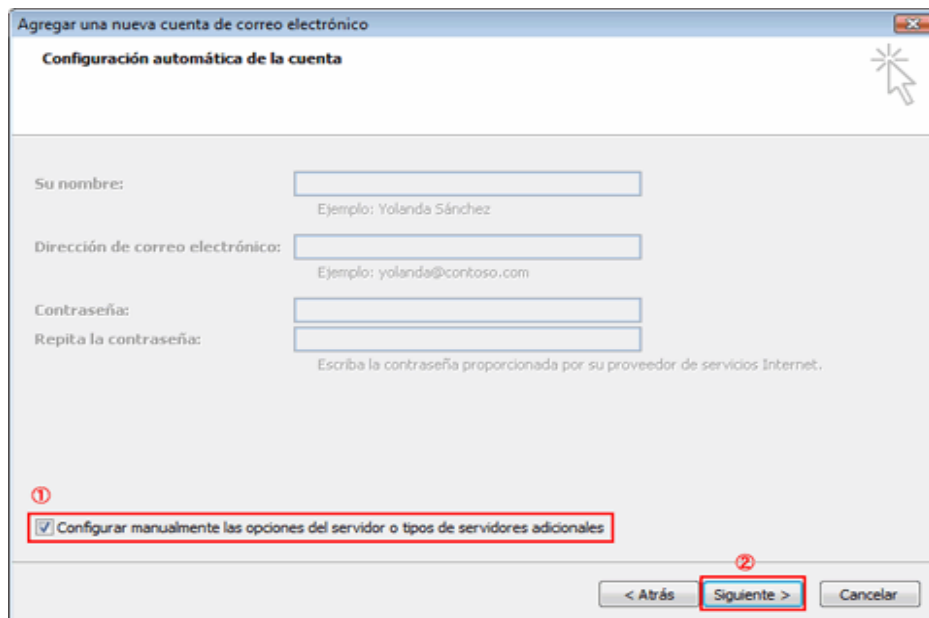 Agregar una nueva cuenta de correo electrónico
Configuración automática de la cuenta
Su nombre:
Ejemplo: Yolanda Sánchez
Dirección de correo electrónico:
Ejemplo: yolanda@contoso.com
Contraseña:
Repita la contraseña:
Escriba la contraseña proporcionada por su proveedor de servicios Internet.
①
Configurar manualmente las opciones del servidor o tipos de servidores adicionales
②
< Atrás Siguiente > Cancelar